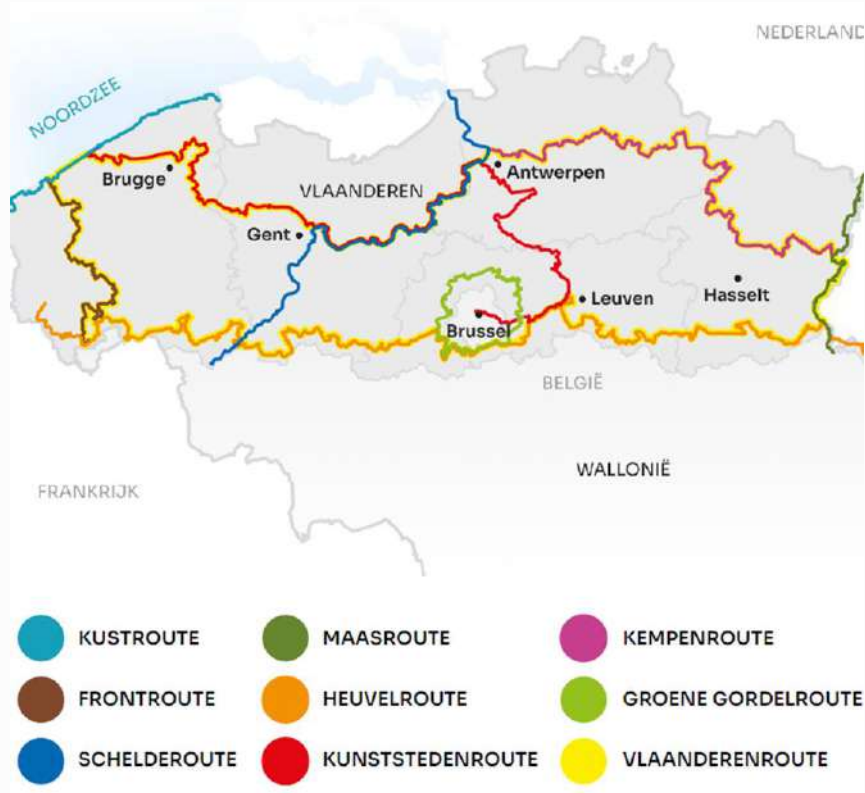 NEDERLAND
NOORDZEE
Brugge
VLAANDEREN
Antwerpen
Gent
Leuven
Hasselt
Brussel
BELGIË
WALLONIË
FRANKRIJK
KUSTROUTE
MAASROUTE
KEMPENROUTE
FRONTROUTE
HEUVELROUTE
GROENE GORDELROUTE
SCHELDEROUTE
KUNSTSTEDENROUTE
VLAANDERENROUTE